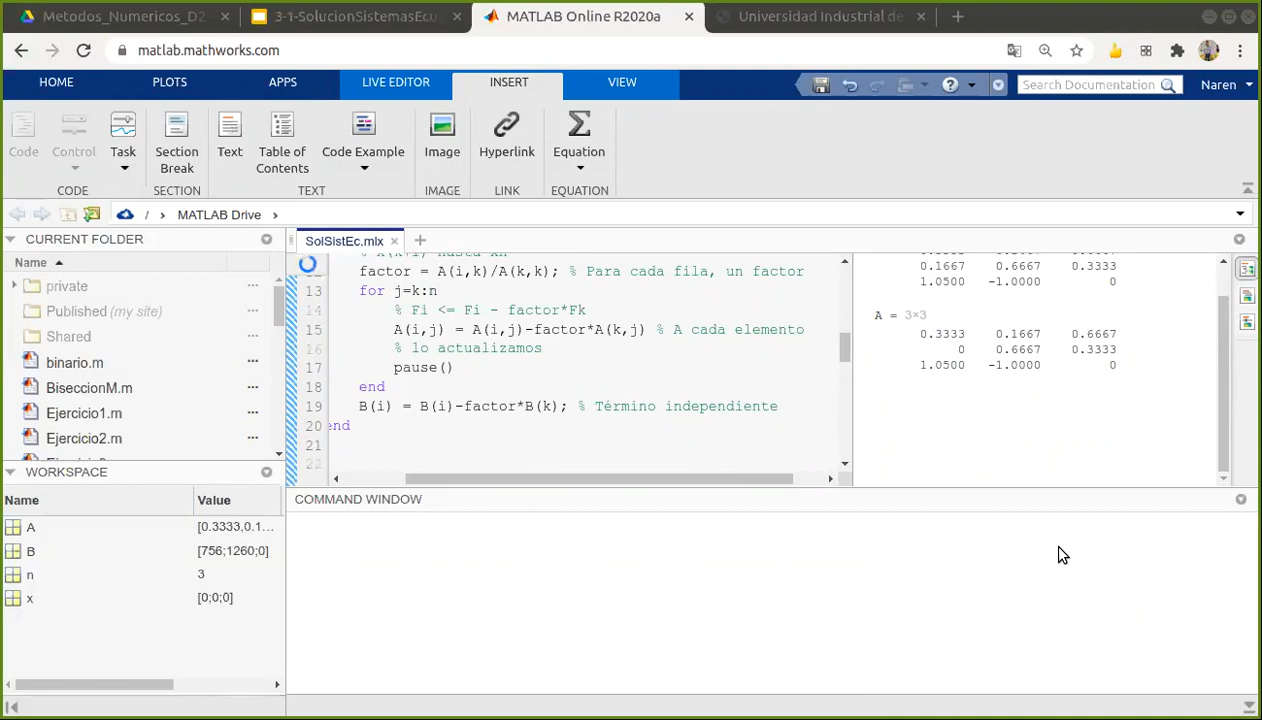 Metodos_Numericos_D2
3-1-SolucionSistemasEcu
MATLAB Online R2020a
Universidad Industrial de
matlab.mathworks.com
HOME
PLOTS
APPS
LIVE EDITOR
INSERT
VIEW
Search Documentation
Naren
Code
Control
Task
Section Break
Text
Table of Contents
Code Example
Image
Hyperlink
Equation
CODE
SECTION
TEXT
IMAGE
LINK
EQUATION
/ › MATLAB Drive ›
CURRENT FOLDER
Name
private
Published (my site)
Shared
binario.m
BiseccionM.m
Ejercicio1.m
Ejercicio2.m
WORKSPACE
Name Value
A [0.3333,0.1...
B [756;1260;0]
n 3
x [0;0;0]
SolSistEc.mlx
factor = A(i,k)/A(k,k); % Para cada fila, un factor
13 for j=k:n
14 % Fi <= Fi - factor*Fk
15 A(i,j) = A(i,j)-factor*A(k,j) % A cada elemento
16 % lo actualizamos
17 pause()
18 end
19 B(i) = B(i)-factor*B(k); % Término independiente
20 end
21
22
0.1667 0.6667 0.3333
1.0500 -1.0000 0
A = 3×3
0.3333 0.1667 0.6667
0 0.6667 0.3333
1.0500 -1.0000 0
COMMAND WINDOW